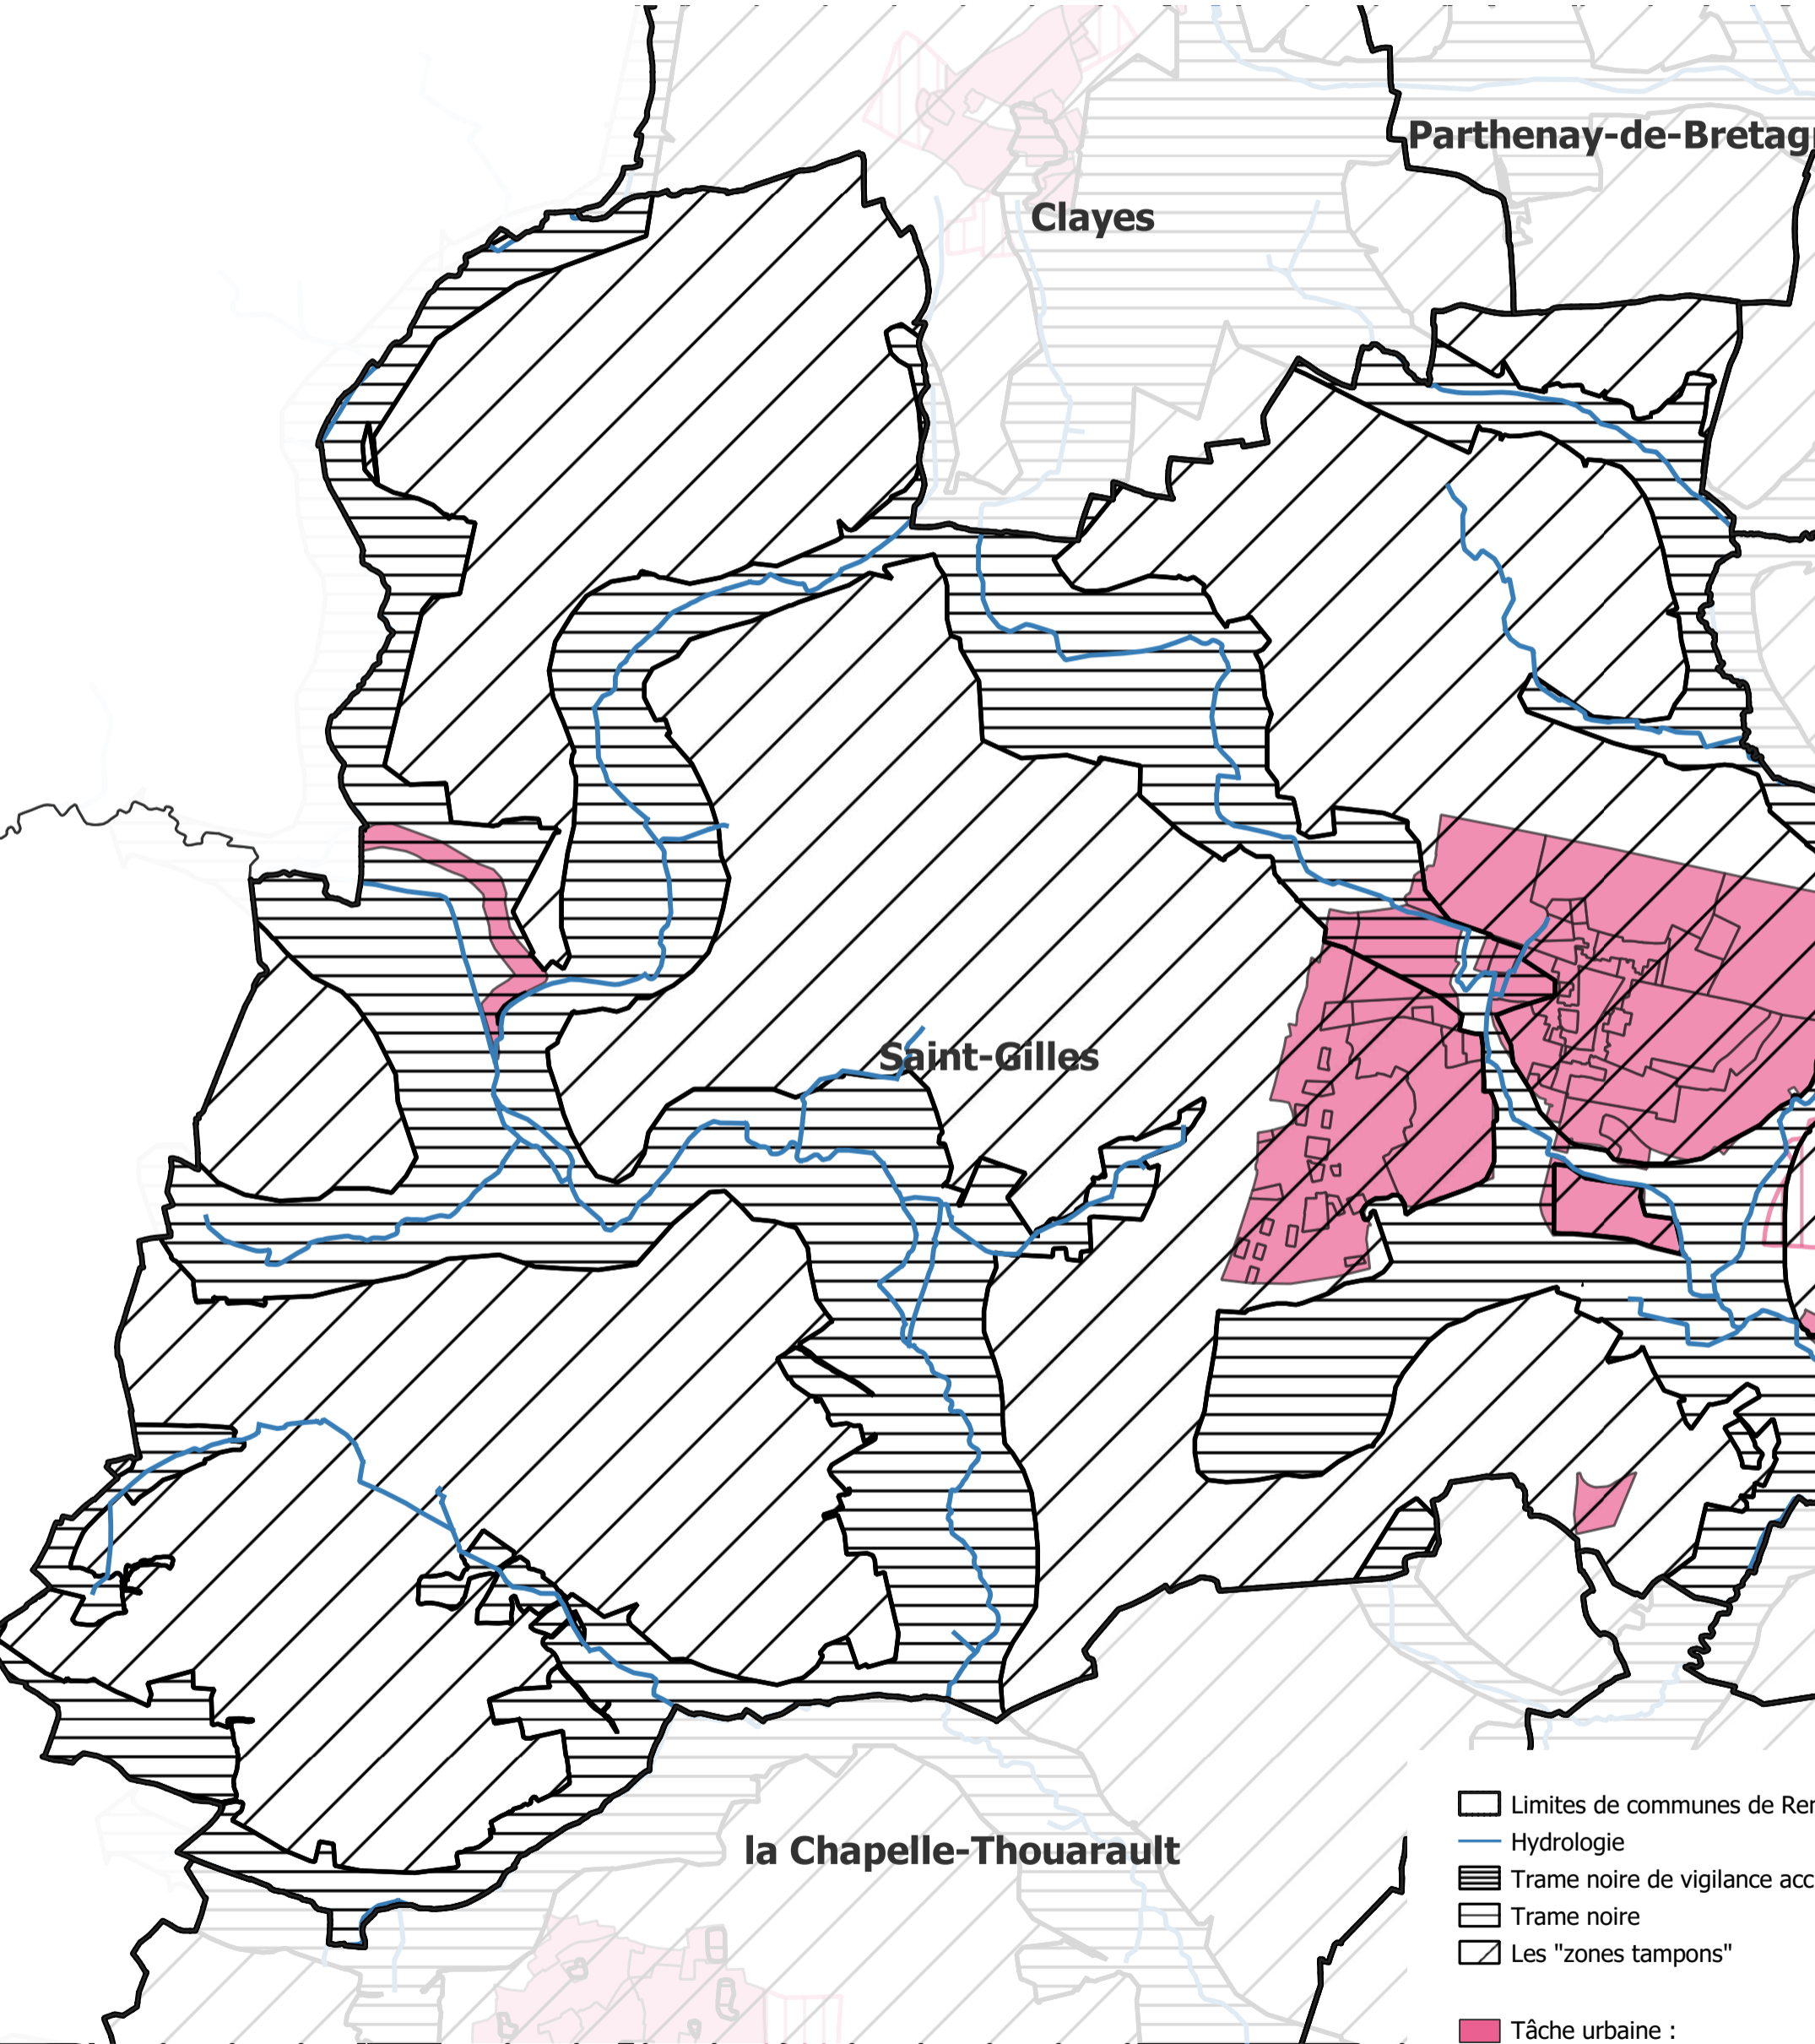 Parthenay-de-Bretag
Clayes
Saint-Gilles
la Chapelle-Thouarault
Limites de communes de Ren
Hydrologie
Trame noire de vigilance acc
Trame noire
Les "zones tampons"
Tâche urbaine :